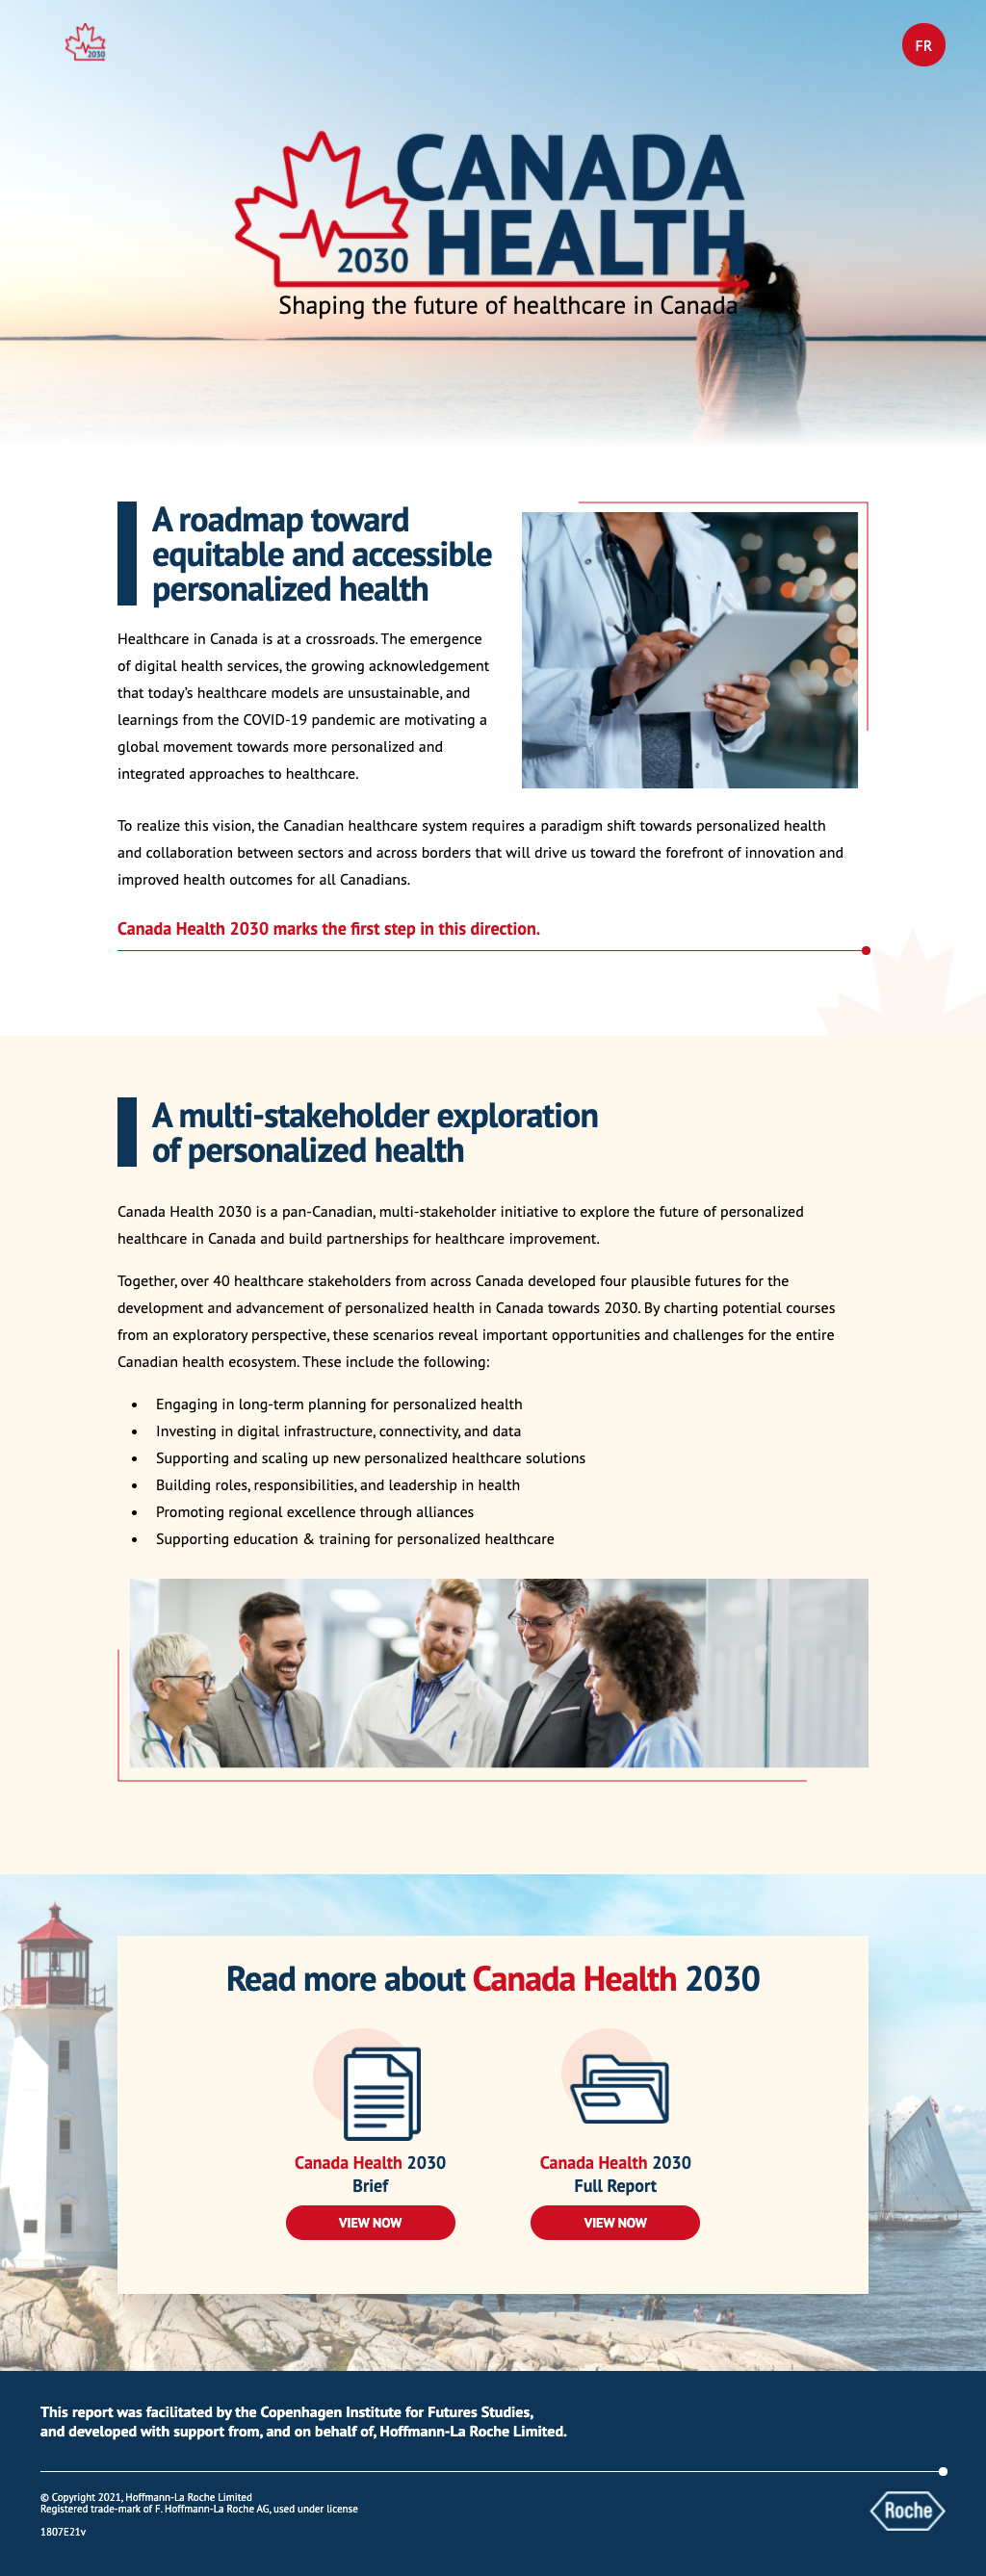 2030
FR
CANADA
HEALTH
2030
Shaping the future of healthcare in Canada
A roadmap toward
equitable and accessible
personalized health
Healthcare in Canada is at a crossroads. The emergence
of digital health services, the growing acknowledgement
that today's healthcare models are unsustainable, and
learnings from the COVID-19 pandemic are motivating a
global movement towards more personalized and
integrated approaches to healthcare.
To realize this vision, the Canadian healthcare system requires a paradigm shift towards personalized health
and collaboration between sectors and across borders that will drive us toward the forefront of innovation and
improved health outcomes for all Canadians.
Canada Health 2030 marks the first step in this direction.
A multi-stakeholder exploration
of personalized health
Canada Health 2030 is a pan-Canadian, multi-stakeholder initiative to explore the future of personalized
healthcare in Canada and build partnerships for healthcare improvement.
Together, over 40 healthcare stakeholders from across Canada developed four plausible futures for the
development and advancement of personalized health in Canada towards 2030. By charting potential courses
from an exploratory perspective, these scenarios reveal important opportunities and challenges for the entire
Canadian health ecosystem. These include the following:
• Engaging in long-term planning for personalized health
• Investing in digital infrastructure, connectivity, and data
• Supporting and scaling up new personalized healthcare solutions
• Building roles, responsibilities, and leadership in health
• Promoting regional excellence through alliances
• Supporting education & training for personalized healthcare
Read more about Canada Health 2030
Canada Health 2030
Brief
VIEW NOW
Canada Health 2030
Full Report
VIEW NOW
This report was facilitated by the Copenhagen Institute for Futures Studies,
and developed with support from, and on behalf of, Hoffmann-La Roche Limited.
© Copyright 2021, Hoffmann-La Roche Limited
Registered trade-mark of F. Hoffmann-La Roche AG, used under license
1807E21v
Roche